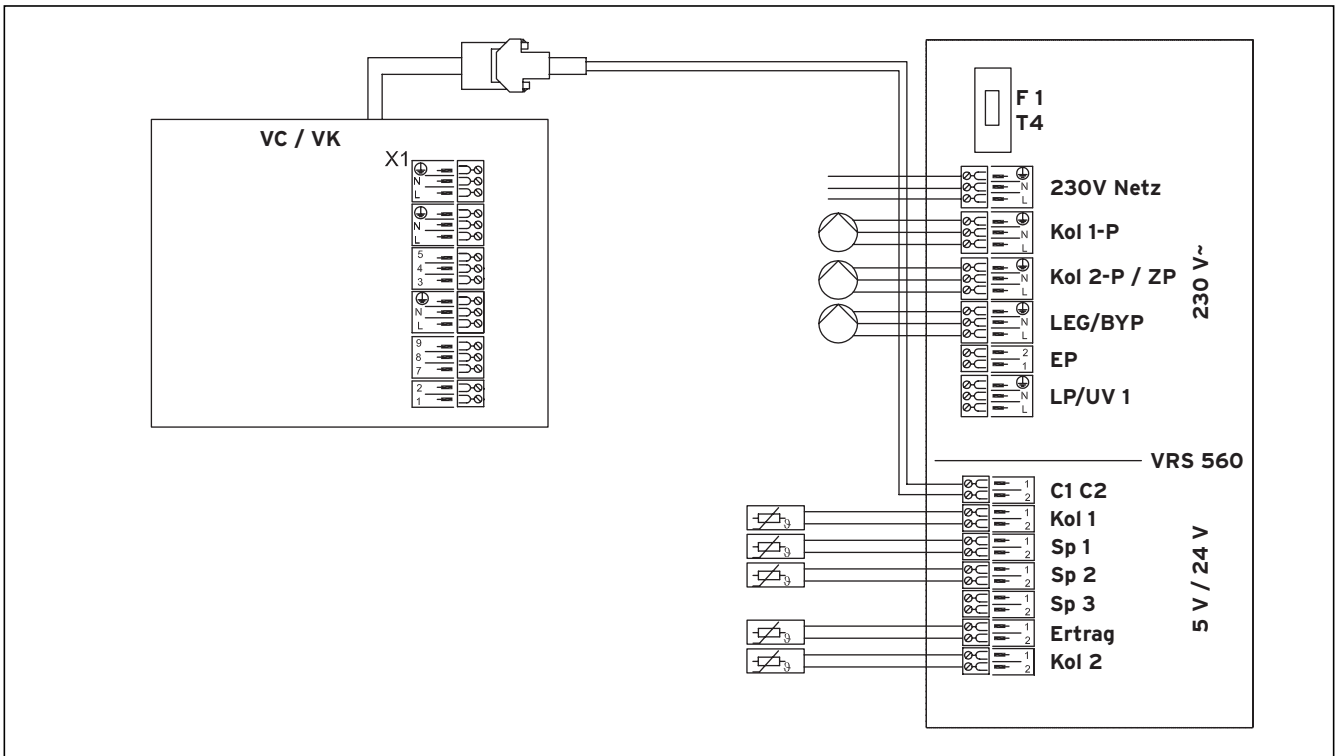 VC / VK
X1
N
L
N
L
5
4
3
N
L
9
8
7
2
1
F 1
T4
N
L
230V Netz
N
L
Kol 1-P
N
L
Kol 2-P / ZP
N
L
LEG/BYP
2
1
EP
N
L
LP/UV 1
230 V~
VRS 560
1
2
C1 C2
1
2
Kol 1
1
2
Sp 1
1
2
Sp 2
1
2
Sp 3
1
2
Ertrag
1
2
Kol 2
5 V / 24 V
ϑ
ϑ
ϑ
ϑ
ϑ